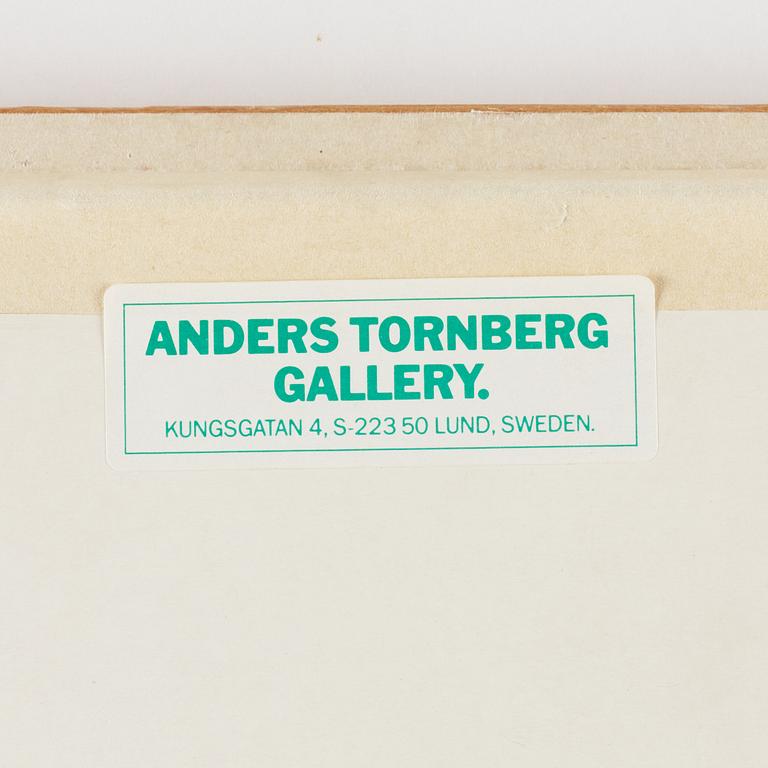 ANDERS TORNBERG
GALLERY.
KUNGSGATAN 4, S-223 50 LUND, SWEDEN.